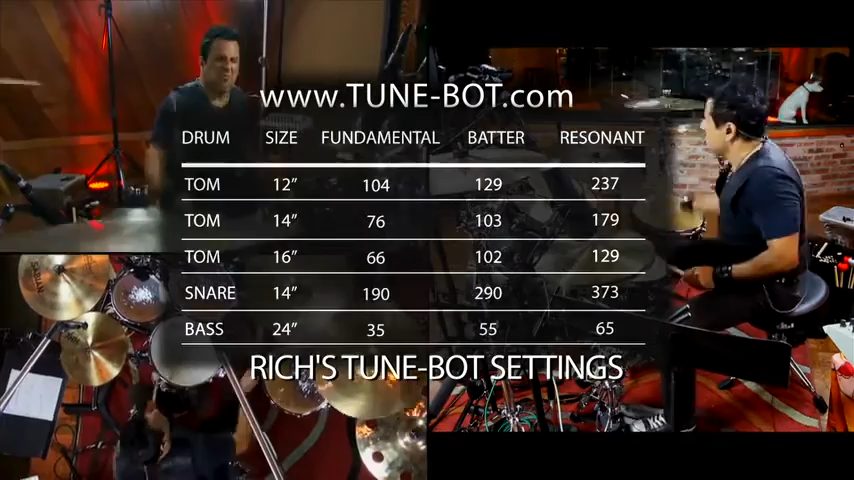 www.TUNE-BOT.com
DRUM SIZE FUNDAMENTAL BATTER RESONANT
TOM 12” 104 129 237
TOM 14” 76 103 179
TOM 16” 66 102 129
SNARE 14” 190 290 373
BASS 24” 35 55 65
RICH'S TUNE-BOT SETTINGS